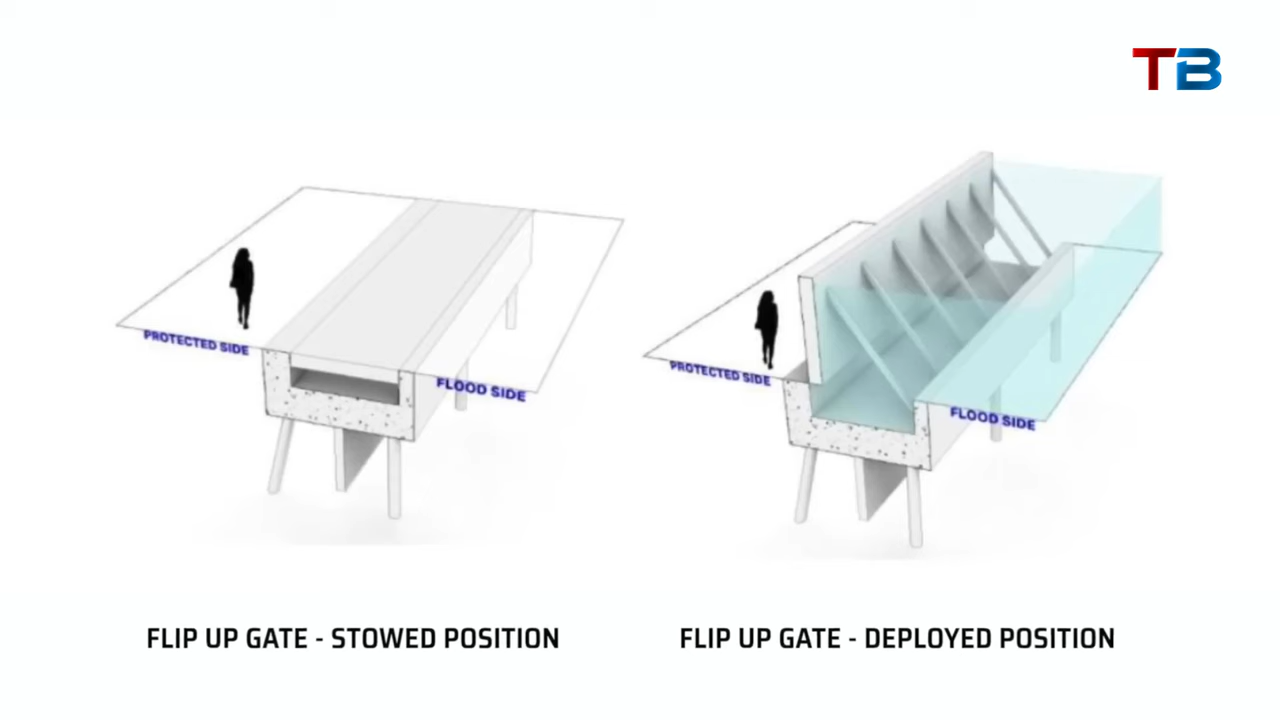 TB
PROTECTED SIDE
FLOOD SIDE
PROTECTED SIDE
FLOOD SIDE
FLIP UP GATE - STOWED POSITION
FLIP UP GATE - DEPLOYED POSITION